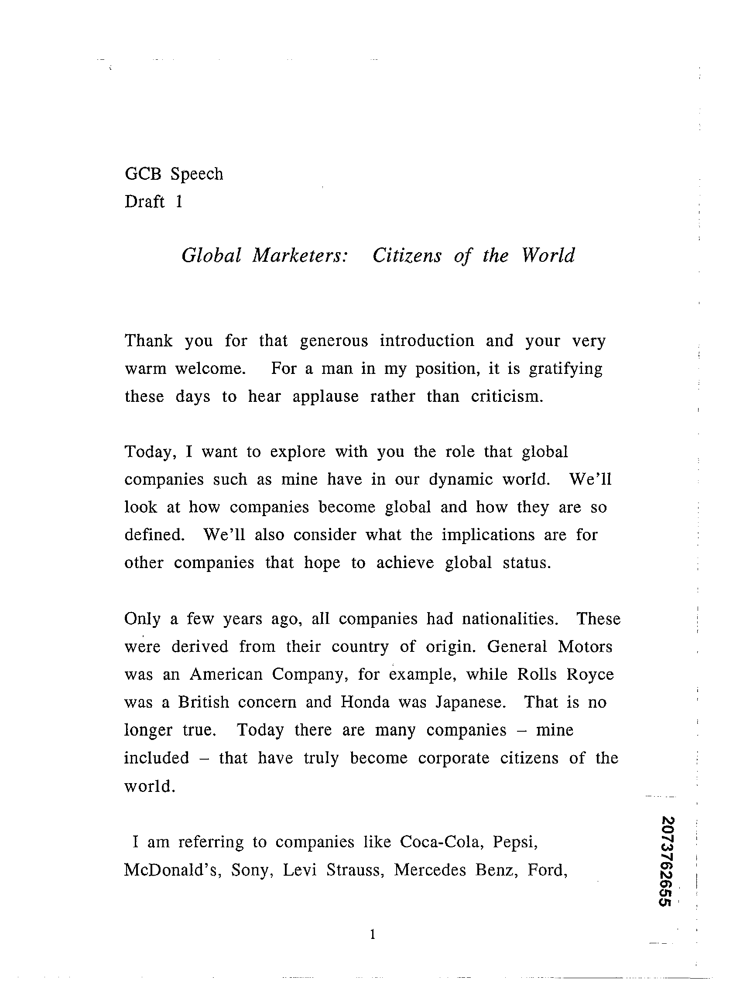 GCB Speech
Draft 1
Global Marketers: Citizens of the World
Thank you for that generous introduction and your very
warm welcome. For a man in my position, it is gratifying
these days to hear applause rather than criticism.
Today, I want to explore with you the role that global
companies such as mine have in our dynamic world. We'll
look at how companies become global and how they are so
defined. We'll also consider what the implications are for
other companies that hope to achieve global status.
Only a few years ago, all companies had nationalities. These
were derived from their country of origin. General Motors
was an American Company, for example, while Rolls Royce
was a British concern and Honda was Japanese. That is no
longer true. Today there are many companies – mine
included – that have truly become corporate citizens of the
world.
I am referring to companies like Coca-Cola, Pepsi,
McDonald's, Sony, Levi Strauss, Mercedes Benz, Ford,
2073762655
1